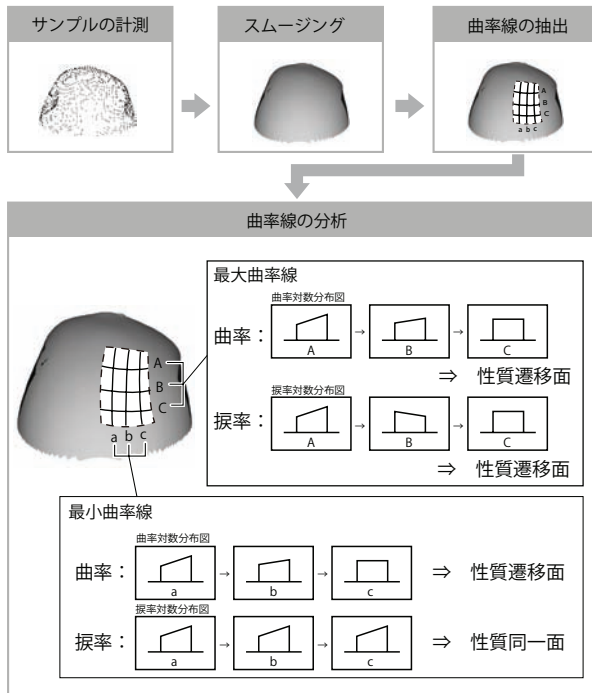 サンプルの計測
スムージング
曲率線の抽出
A
B
C
a b c
曲率線の分析
A
B
C
a b c
最大曲率線
曲率対数分布図
曲率：
A → B → C
⇒ 性質遷移面
捩率対数分布図
捩率：
A → B → C
⇒ 性質遷移面
最小曲率線
曲率対数分布図
曲率：
a → b → c
⇒ 性質遷移面
捩率対数分布図
捩率：
a → b → c
⇒ 性質同一面